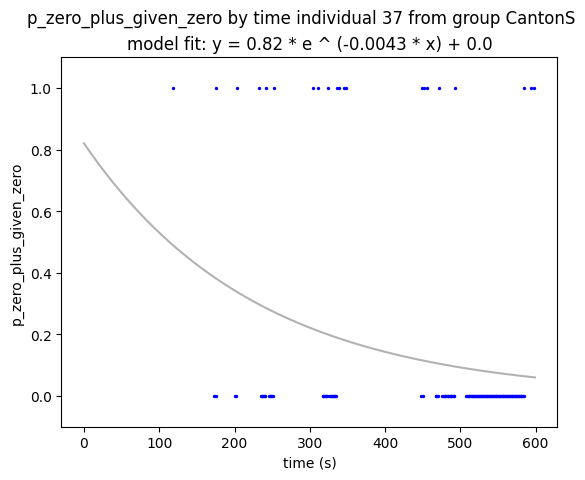 p_zero_plus_given_zero by time individual 37 from group CantonS
model fit: y = 0.82 * e ^ (-0.0043 * x) + 0.0
1.0
0.8
0.6
0.4
0.2
0.0
p_zero_plus_given_zero
0 100 200 300 400 500 600
time (s)